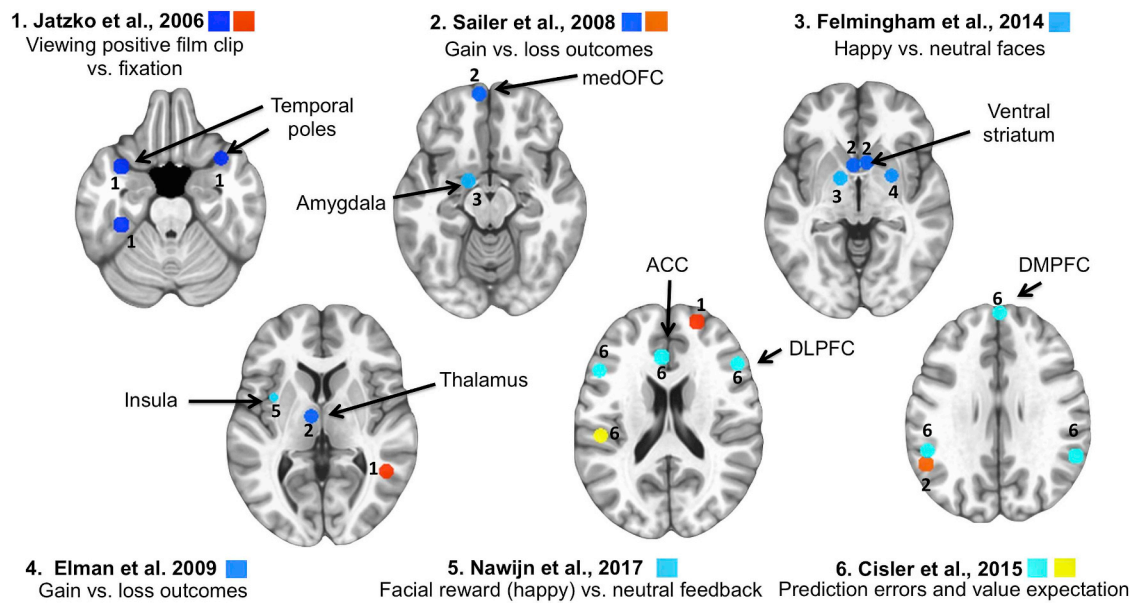 1. Jatzko et al., 2006
Viewing positive film clip
vs. fixation
2. Sailer et al., 2008
Gain vs. loss outcomes
3. Felmingham et al., 2014
Happy vs. neutral faces
Temporal
poles
1
1
1
2
medOFC
Amygdala
3
Ventral
striatum
2 2
3
4
Insula
5
Thalamus
2
1
ACC
1
6
6
6
DLPFC
6
DMPFC
6
6
6
2
4. Elman et al. 2009
Gain vs. loss outcomes
5. Nawijn et al., 2017
Facial reward (happy) vs. neutral feedback
6. Cisler et al., 2015
Prediction errors and value expectation